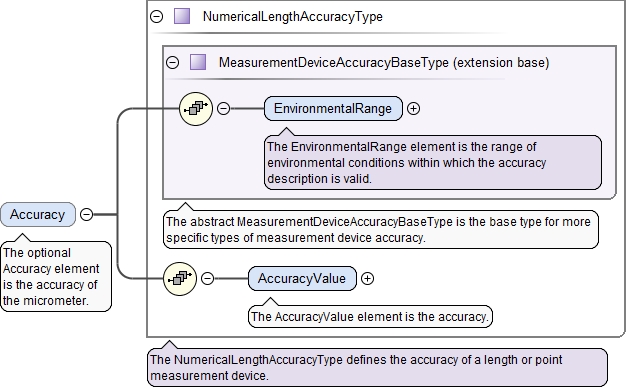 NumericalLengthAccuracyType
MeasurementDeviceAccuracyBaseType (extension base)
EnvironmentalRange
The EnvironmentalRange element is the range of
environmental conditions within which the accuracy
description is valid.
Accuracy
The optional
Accuracy element
is the accuracy of
the micrometer.
The abstract MeasurementDeviceAccuracyBaseType is the base type for more
specific types of measurement device accuracy.
AccuracyValue
The AccuracyValue element is the accuracy.
The NumericalLengthAccuracyType defines the accuracy of a length or point
measurement device.